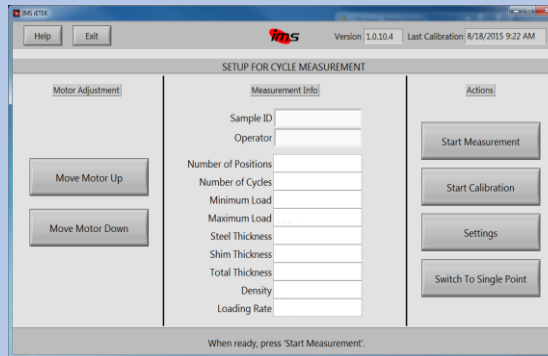 IMS iETEK
Help Exit ims Version 1.0.10.4 Last Calibration 8/18/2015 9:22 AM
SETUP FOR CYCLE MEASUREMENT
Motor Adjustment
Move Motor Up
Move Motor Down
Measurement Info
Sample ID
Operator
Number of Positions
Number of Cycles
Minimum Load
Maximum Load
Steel Thickness
Shim Thickness
Total Thickness
Density
Loading Rate
Actions
Start Measurement
Start Calibration
Settings
Switch To Single Point
When ready, press 'Start Measurement'.